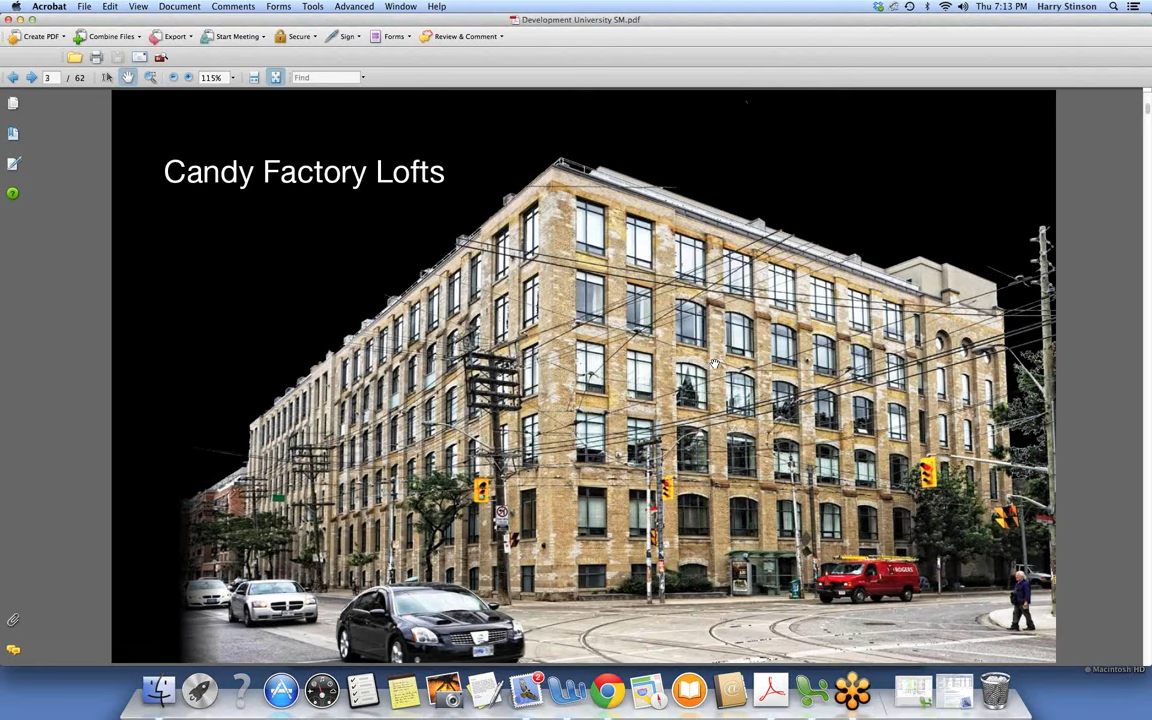 Acrobat File Edit View Document Comments Forms Tools Advanced Window Help
Thu 7:13 PM Harry Stinson
Development University SM.pdf
Create PDF Combine Files Export Start Meeting Secure Sign Forms Review & Comment
3 / 62 115% Find
Candy Factory Lofts
ROGERS
Macintosh HD
2